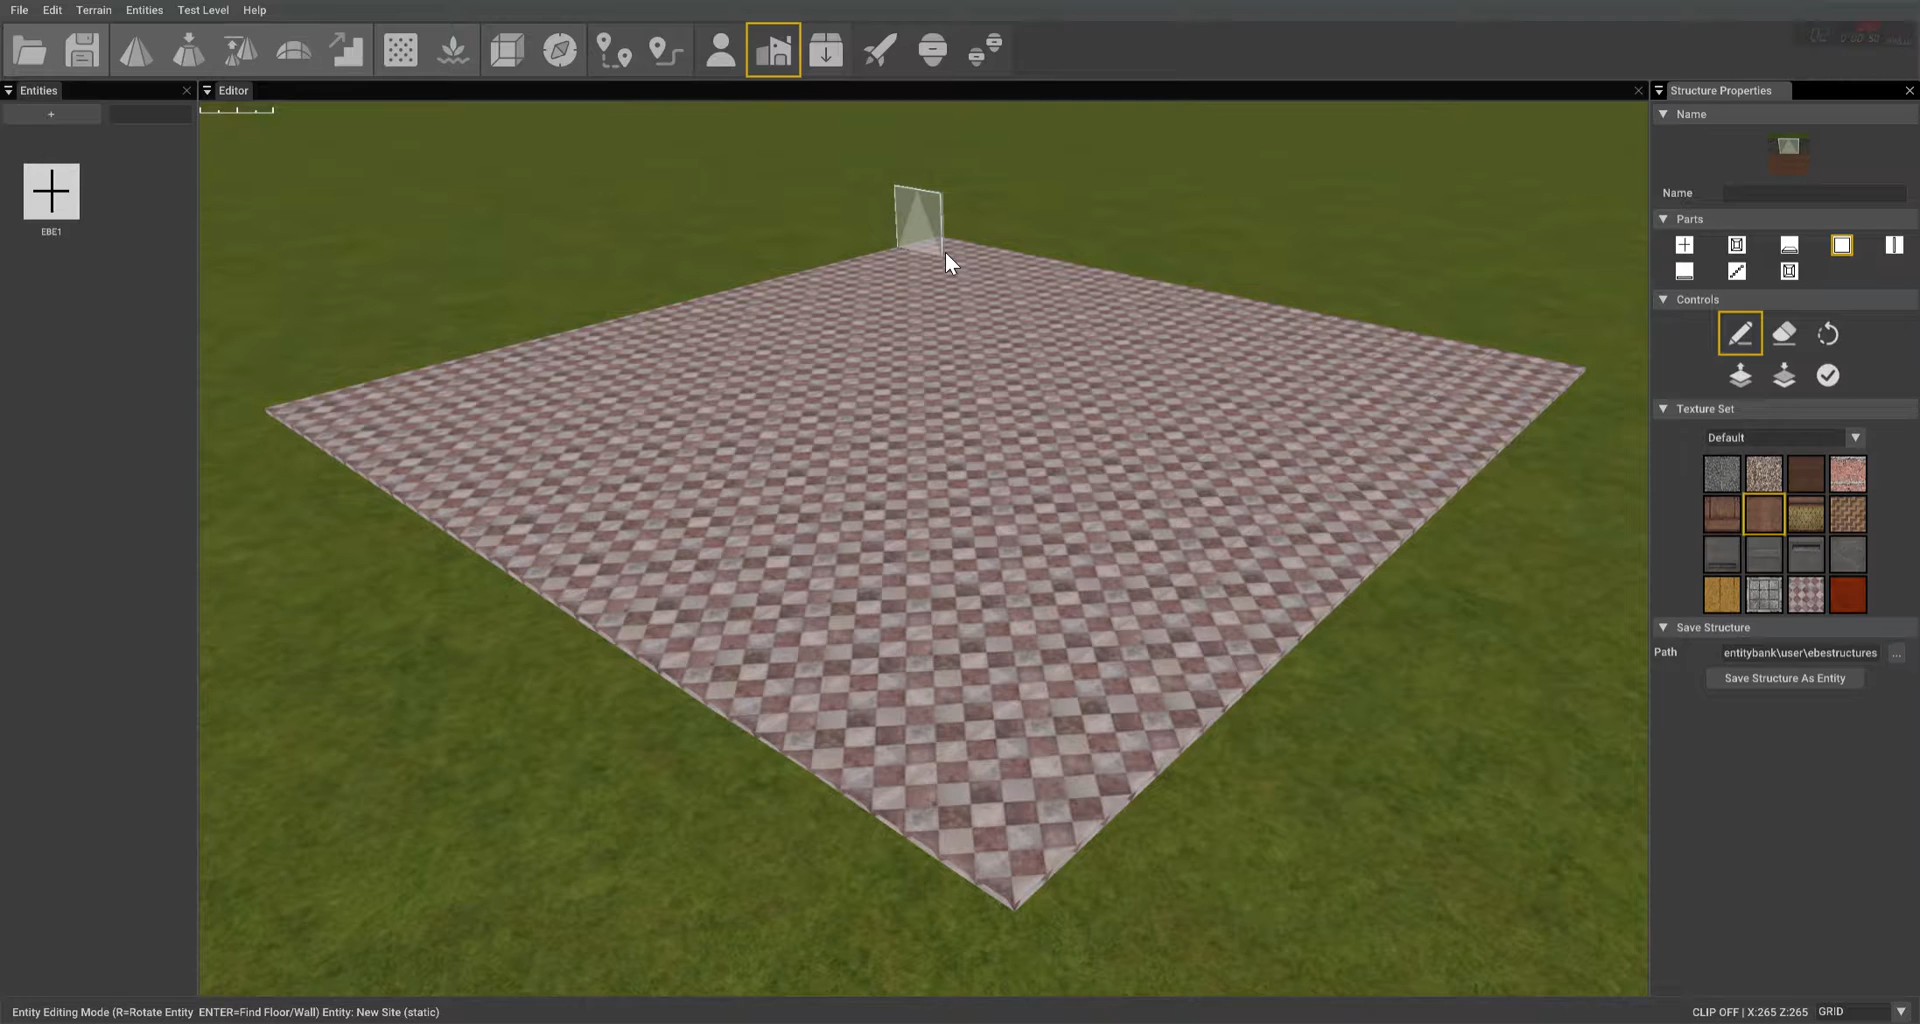 File Edit Terrain Entities Test Level Help
Entities
Editor
Structure Properties
+
Name
EBE1
Name
Parts
Controls
Texture Set
Default
Save Structure
Path entitybank\user\ebestructures ...
Save Structure As Entity
Entity Editing Mode (R=Rotate Entity ENTER=Find Floor/Wall) Entity: New Site (static)
CLIP OFF | X:265 Z:265 GRID